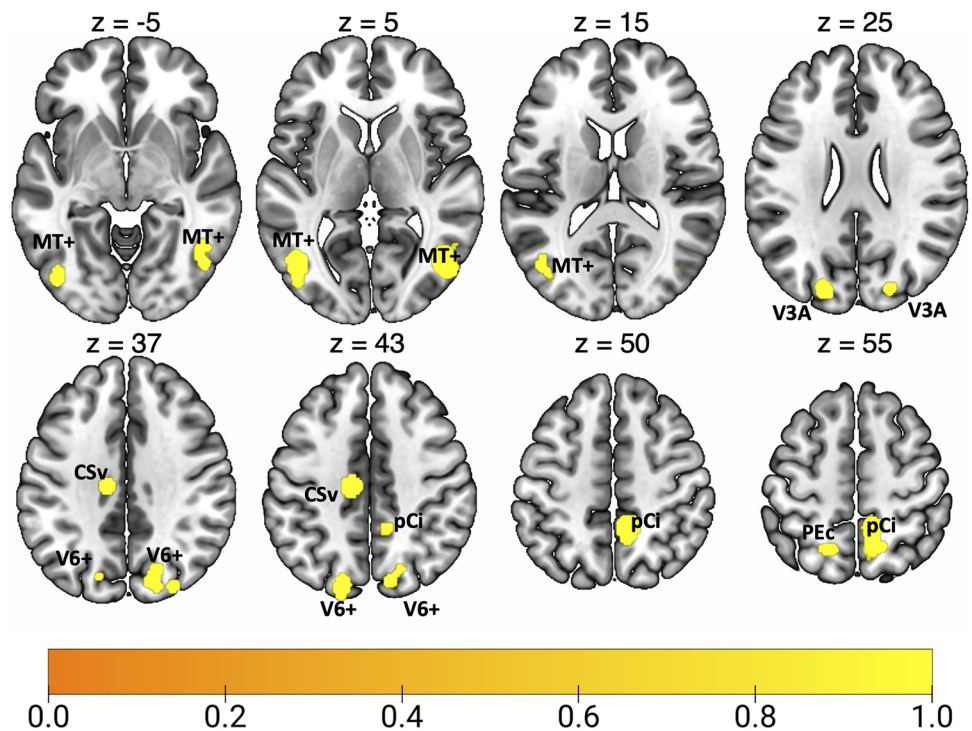 z = -5
z = 5
z = 15
z = 25
MT+
MT+
MT+
MT+
MT+
V3A
V3A
z = 37
z = 43
z = 50
z = 55
CSv
V6+
V6+
CSv
pCi
V6+
V6+
pCi
PEc
pCi
0.0
0.2
0.4
0.6
0.8
1.0